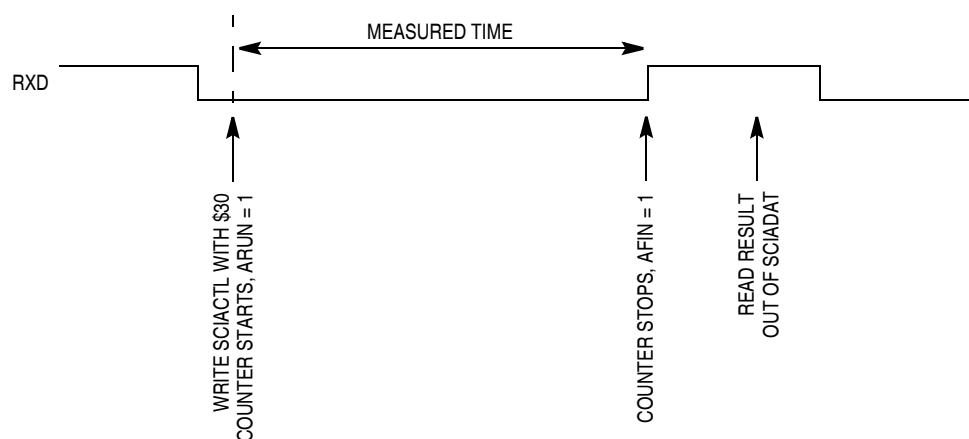 MEASURED TIME
RXD
WRITE SCIACTL WITH $30
COUNTER STARTS, ARUN = 1
COUNTER STOPS, AFIN = 1
READ RESULT
OUT OF SCIADAT